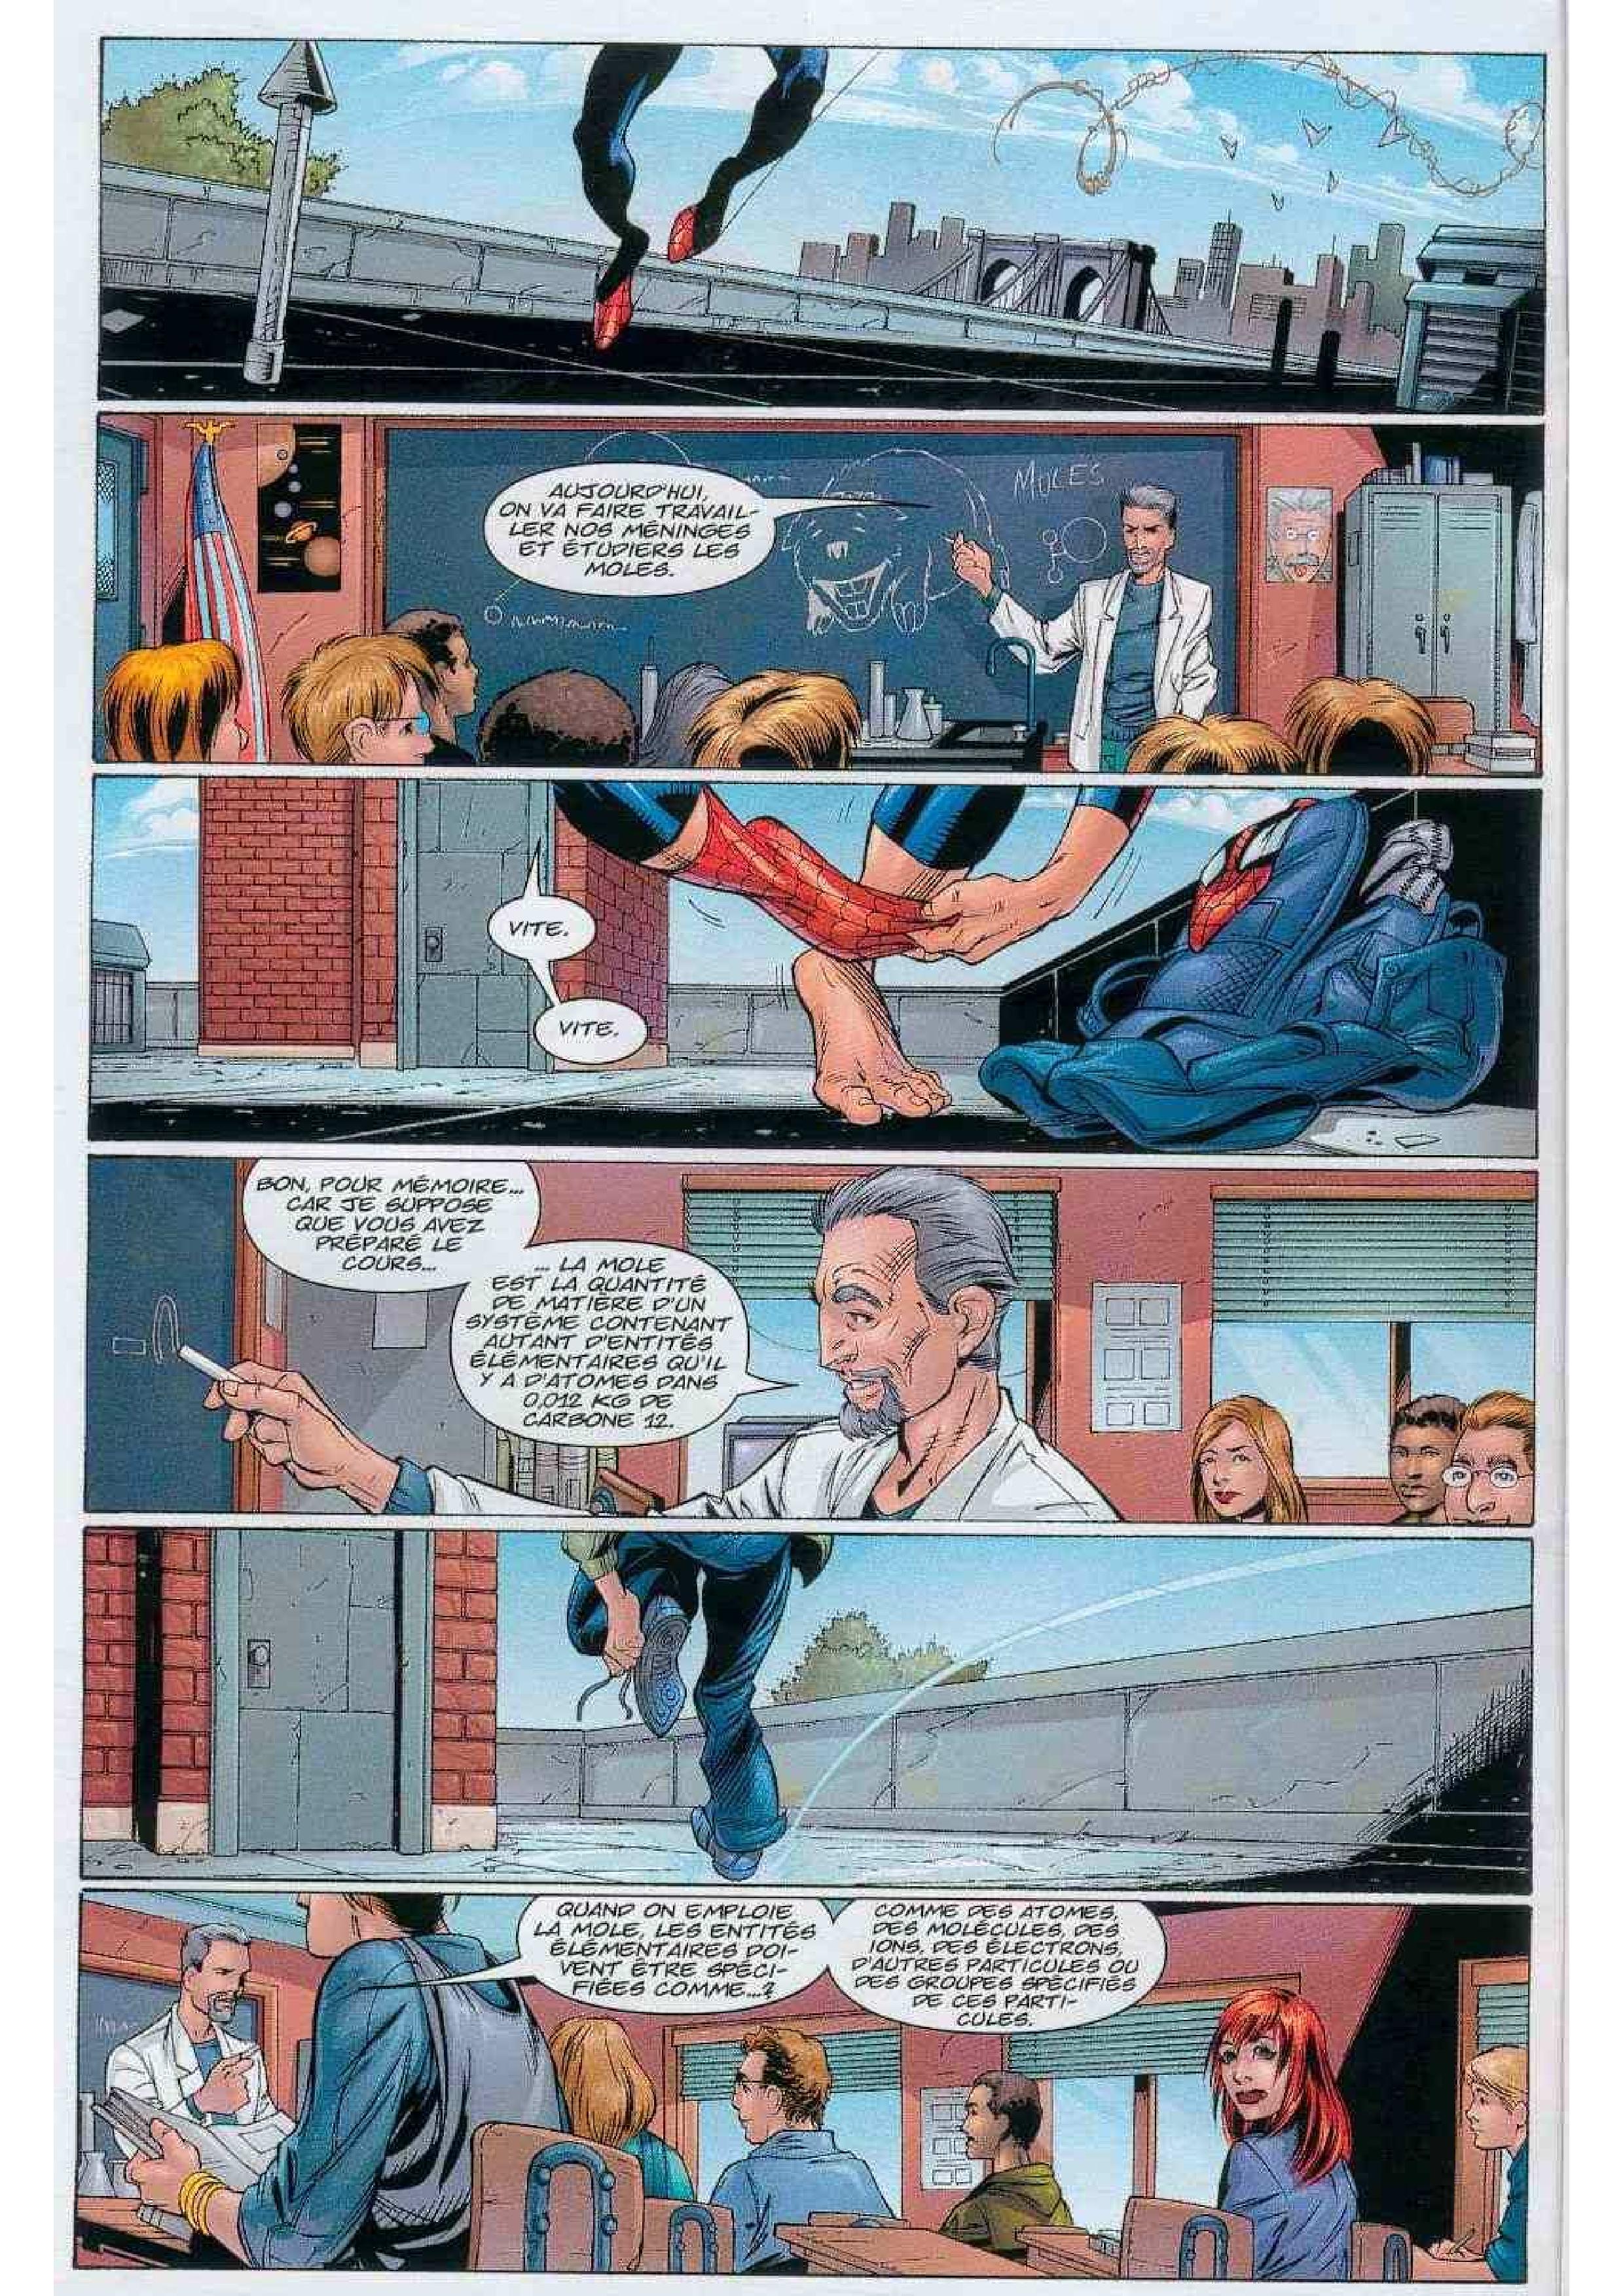 AUJOURD'HUI,
ON VA FAIRE TRAVAIL-
LER NOS MÉNINGES
ET ÉTUDIERS LES
MOLES.
MOLES
VITE.
VITE.
BON, POUR MÉMOIRE...
CAR JE SUPPOSE
QUE VOUS AVEZ
PRÉPARÉ LE
COURS...
... LA MOLE
EST LA QUANTITÉ
DE MATIÈRE D'UN
SYSTÈME CONTENANT
AUTANT D'ENTITÉS
ÉLÉMENTAIRES QU'IL
Y A D'ATOMES DANS
0,012 KG DE
CARBONE 12.
QUAND ON EMPLOIE
LA MOLE, LES ENTITÉS
ÉLÉMENTAIRES DOI-
VENT ÊTRE SPÉCI-
FIÉES COMME...?
COMME DES ATOMES,
DES MOLÉCULES, DES
IONS, DES ÉLECTRONS,
D'AUTRES PARTICULES OU
DES GROUPES SPÉCIFIÉS
DE CES PARTI-
CULES.